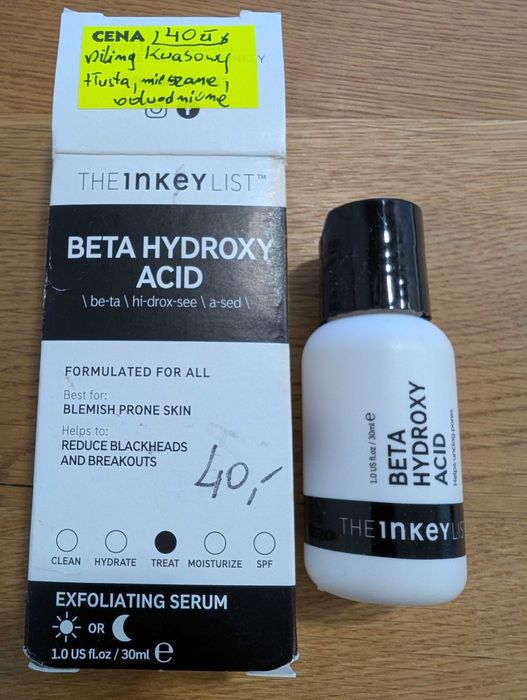 CENA 40 zł
piling kwasowy
tłusta, mieszane,
odwodnione
THE INKEY LIST™
BETA HYDROXY
ACID
\ be-ta \ hi-drox-see \ a-sed \
FORMULATED FOR ALL
Best for:
BLEMISH PRONE SKIN
Helps to:
REDUCE BLACKHEADS
AND BREAKOUTS
40,-
CLEAN HYDRATE TREAT MOISTURIZE SPF
EXFOLIATING SERUM
OR
1.0 US fl.oz / 30ml e
1.0 US fl.oz / 30ml e
BETA
HYDROXY
ACID
Helps unclog pores
THE INKEY LIS